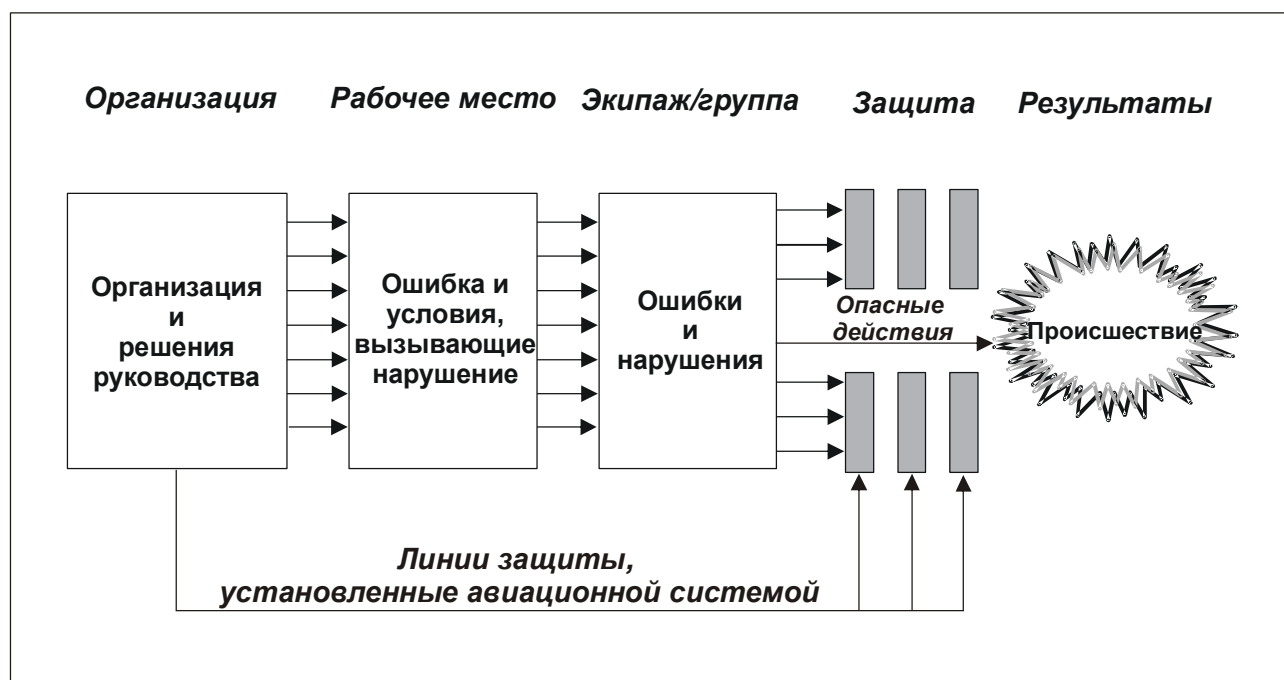 Организация
Рабочее место
Экипаж/группа
Защита
Результаты
Организация
и
решения
руководства
Ошибка и
условия,
вызывающие
нарушение
Ошибки
и
нарушения
Опасные
действия
Происшествие
Линии защиты,
установленные авиационной системой